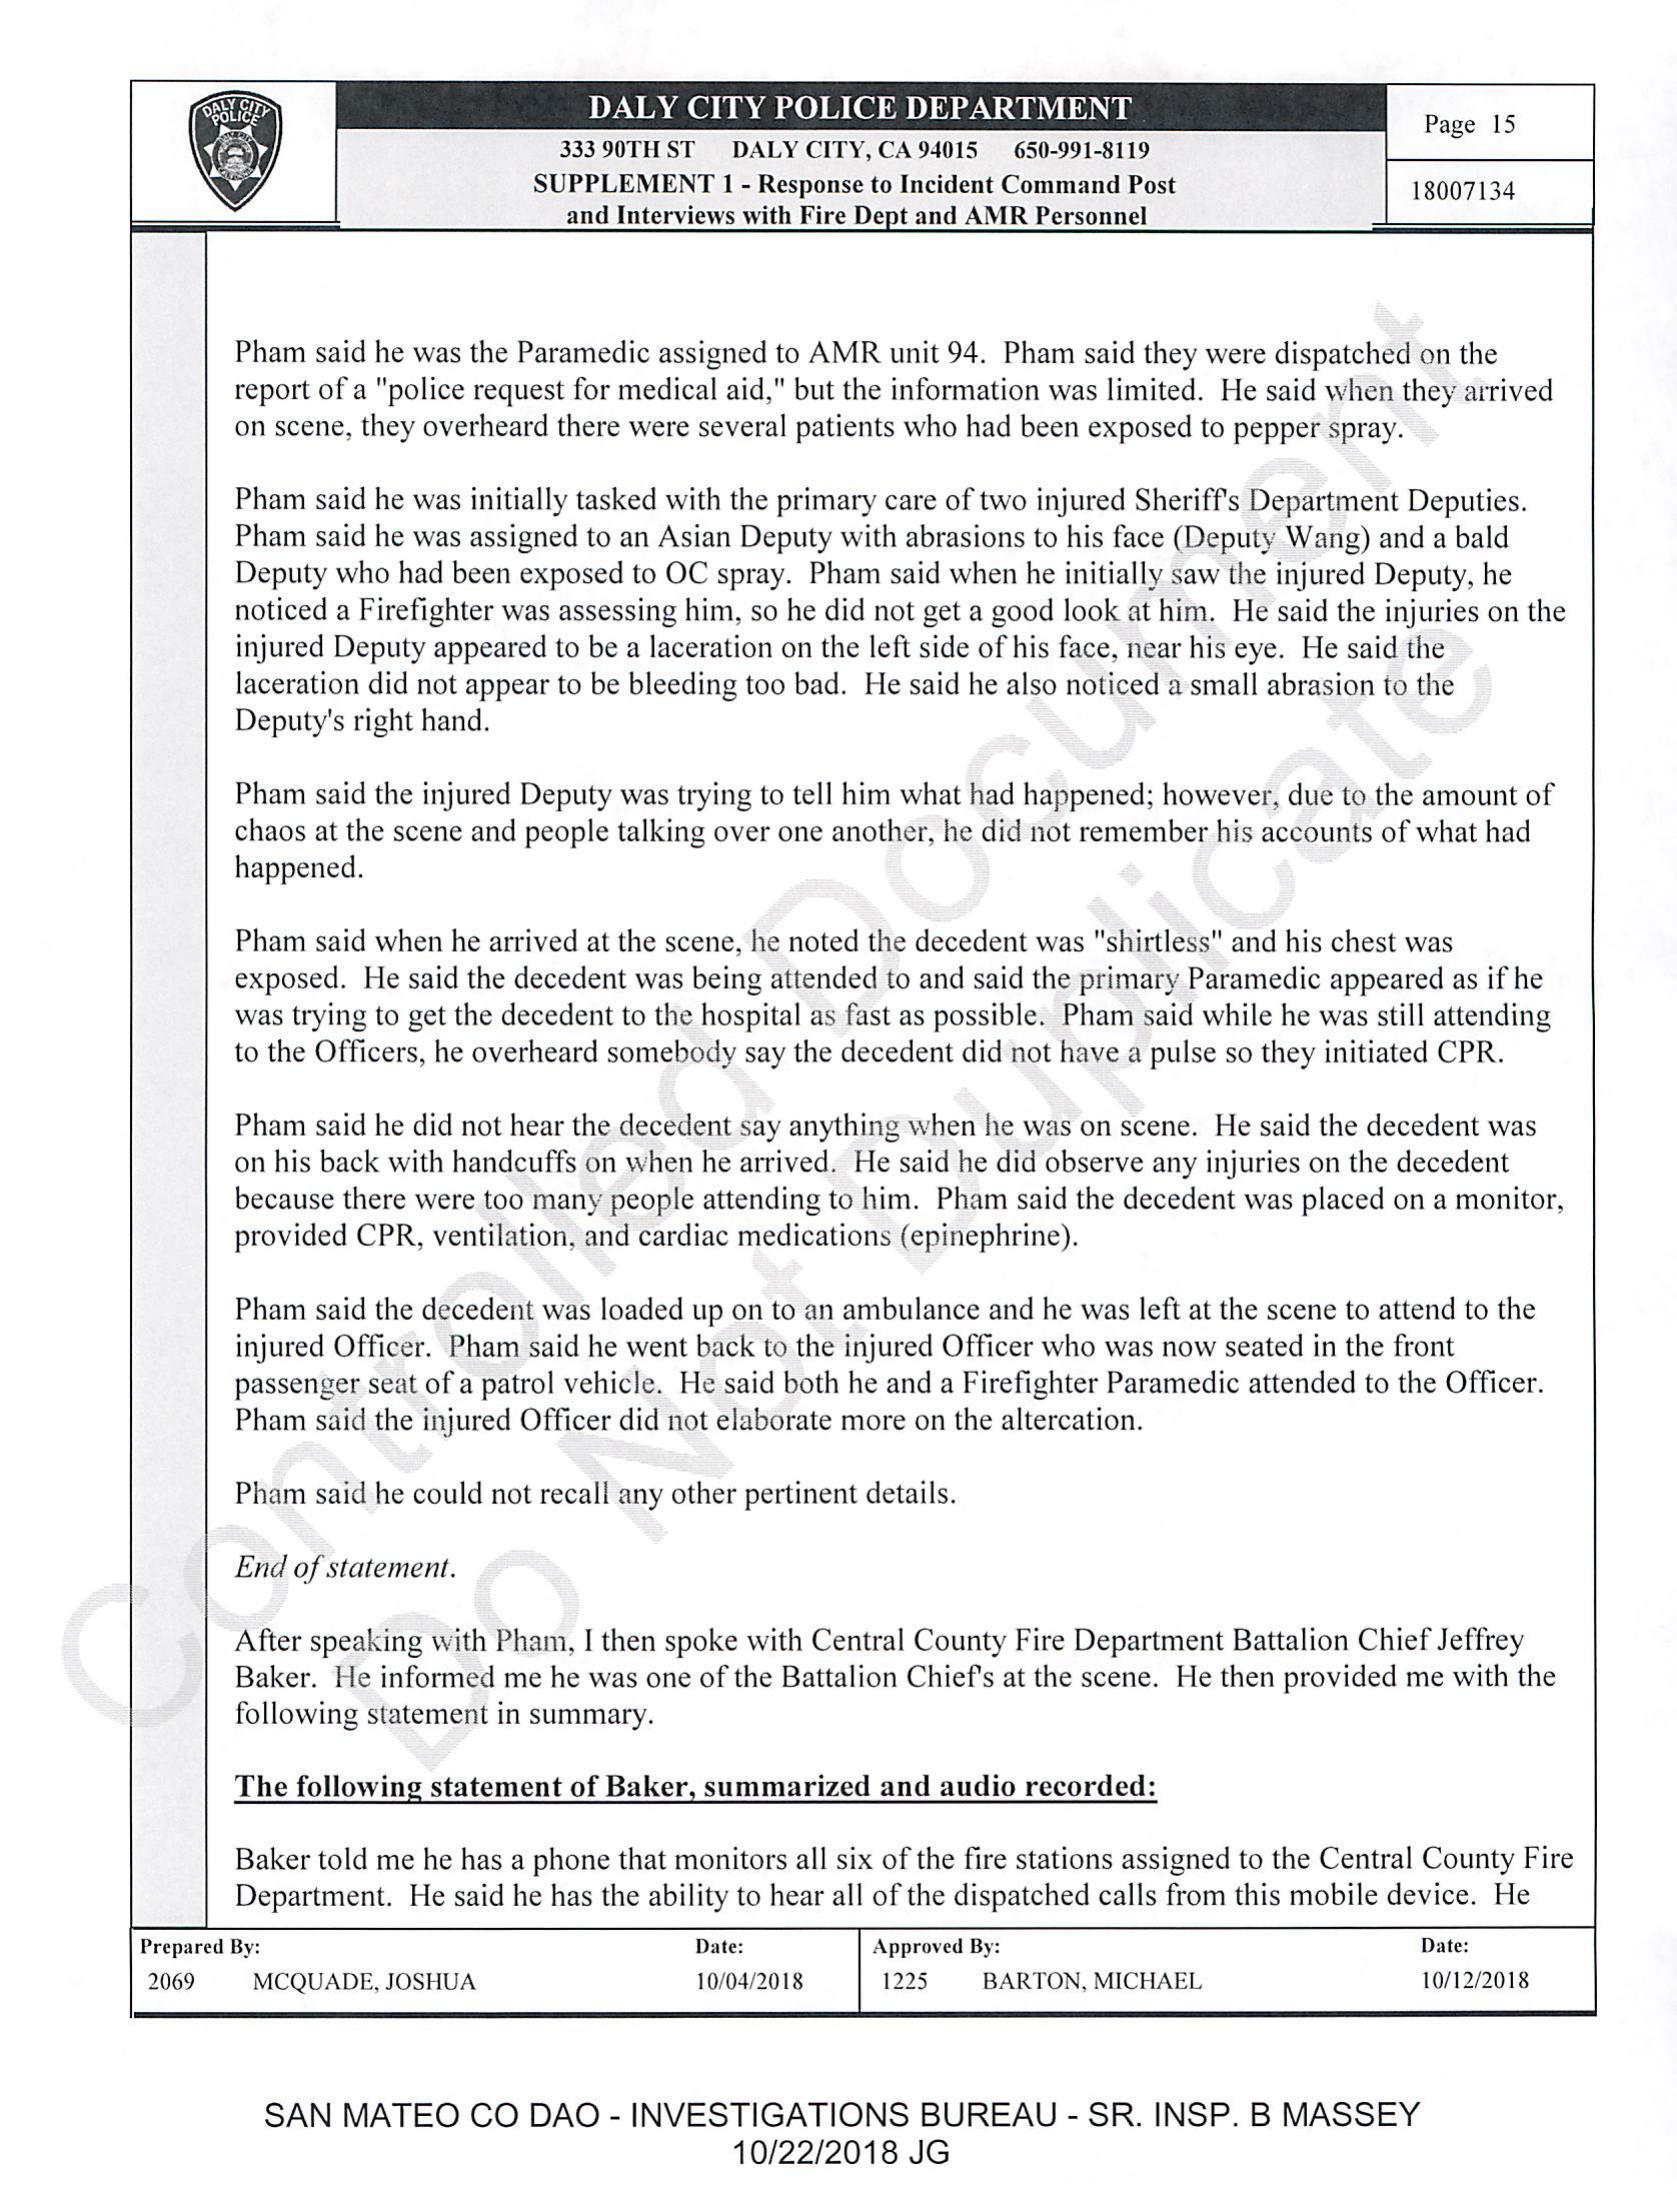 DALY CITY POLICE
DALY CITY POLICE DEPARTMENT
333 90TH ST DALY CITY, CA 94015 650-991-8119
SUPPLEMENT 1 - Response to Incident Command Post
and Interviews with Fire Dept and AMR Personnel
Page 15
18007134
Pham said he was the Paramedic assigned to AMR unit 94. Pham said they were dispatched on the
report of a "police request for medical aid," but the information was limited. He said when they arrived
on scene, they overheard there were several patients who had been exposed to pepper spray.
Pham said he was initially tasked with the primary care of two injured Sheriff's Department Deputies.
Pham said he was assigned to an Asian Deputy with abrasions to his face (Deputy Wang) and a bald
Deputy who had been exposed to OC spray. Pham said when he initially saw the injured Deputy, he
noticed a Firefighter was assessing him, so he did not get a good look at him. He said the injuries on the
injured Deputy appeared to be a laceration on the left side of his face, near his eye. He said the
laceration did not appear to be bleeding too bad. He said he also noticed a small abrasion to the
Deputy's right hand.
Pham said the injured Deputy was trying to tell him what had happened; however, due to the amount of
chaos at the scene and people talking over one another, he did not remember his accounts of what had
happened.
Pham said when he arrived at the scene, he noted the decedent was "shirtless" and his chest was
exposed. He said the decedent was being attended to and said the primary Paramedic appeared as if he
was trying to get the decedent to the hospital as fast as possible. Pham said while he was still attending
to the Officers, he overheard somebody say the decedent did not have a pulse so they initiated CPR.
Pham said he did not hear the decedent say anything when he was on scene. He said the decedent was
on his back with handcuffs on when he arrived. He said he did observe any injuries on the decedent
because there were too many people attending to him. Pham said the decedent was placed on a monitor,
provided CPR, ventilation, and cardiac medications (epinephrine).
Pham said the decedent was loaded up on to an ambulance and he was left at the scene to attend to the
injured Officer. Pham said he went back to the injured Officer who was now seated in the front
passenger seat of a patrol vehicle. He said both he and a Firefighter Paramedic attended to the Officer.
Pham said the injured Officer did not elaborate more on the altercation.
Pham said he could not recall any other pertinent details.
End of statement.
After speaking with Pham, I then spoke with Central County Fire Department Battalion Chief Jeffrey
Baker. He informed me he was one of the Battalion Chief's at the scene. He then provided me with the
following statement in summary.
The following statement of Baker, summarized and audio recorded:
Baker told me he has a phone that monitors all six of the fire stations assigned to the Central County Fire
Department. He said he has the ability to hear all of the dispatched calls from this mobile device. He
Controlled Document
Do Not Duplicate
Prepared By: Date: Approved By: Date:
2069 MCQUADE, JOSHUA 10/04/2018 1225 BARTON, MICHAEL 10/12/2018
SAN MATEO CO DAO - INVESTIGATIONS BUREAU - SR. INSP. B MASSEY
10/22/2018 JG